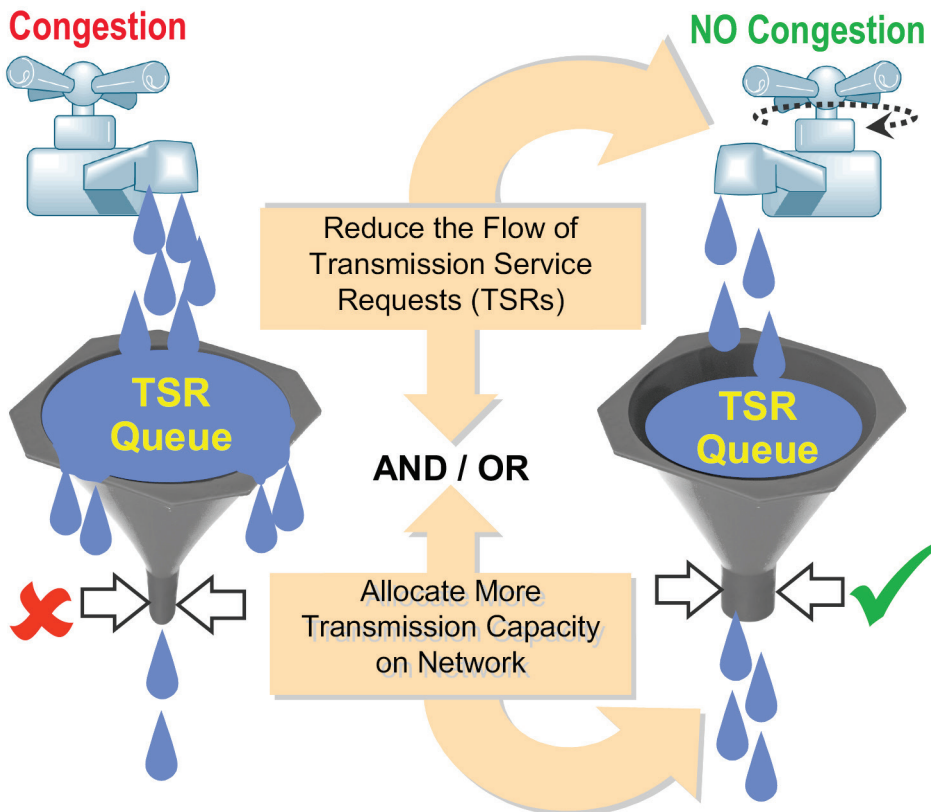 Congestion
NO Congestion
Reduce the Flow of
Transmission Service
Requests (TSRs)
TSR
Queue
TSR
Queue
AND / OR
Allocate More
Transmission Capacity
on Network